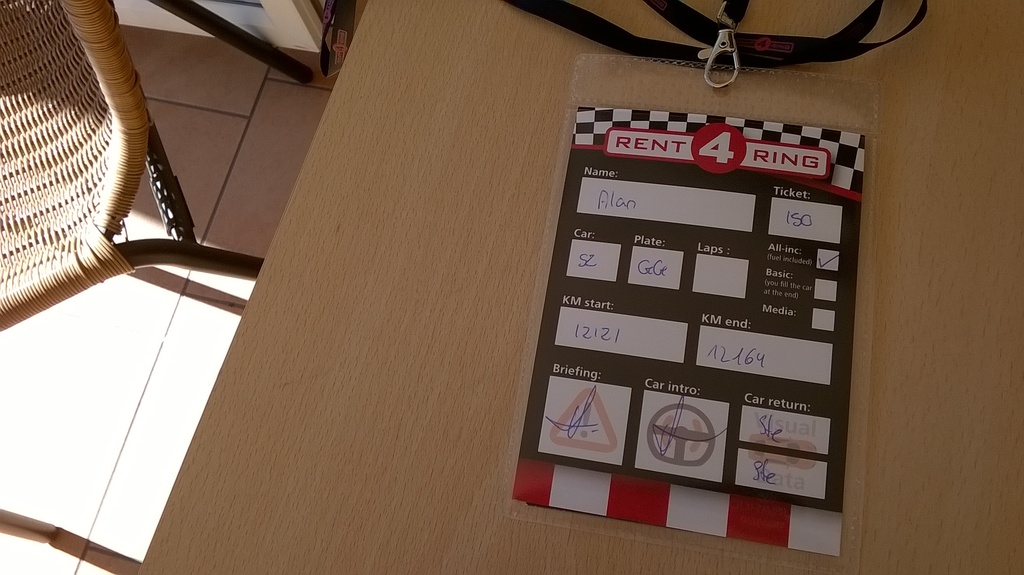 RENT 4 RING
Name:
Alan
Ticket:
150
Car:
SZ
Plate:
GeGe
Laps :
All-inc:
(fuel included)
Basic:
(you fill the car
at the end)
Media:
KM start:
12121
KM end:
12164
Briefing:
Car intro:
Car return:
Ste
Ste